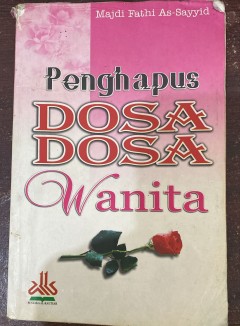 Majdi Fathi As-Sayyid
Penghapus
DOSA
DOSA
Wanita